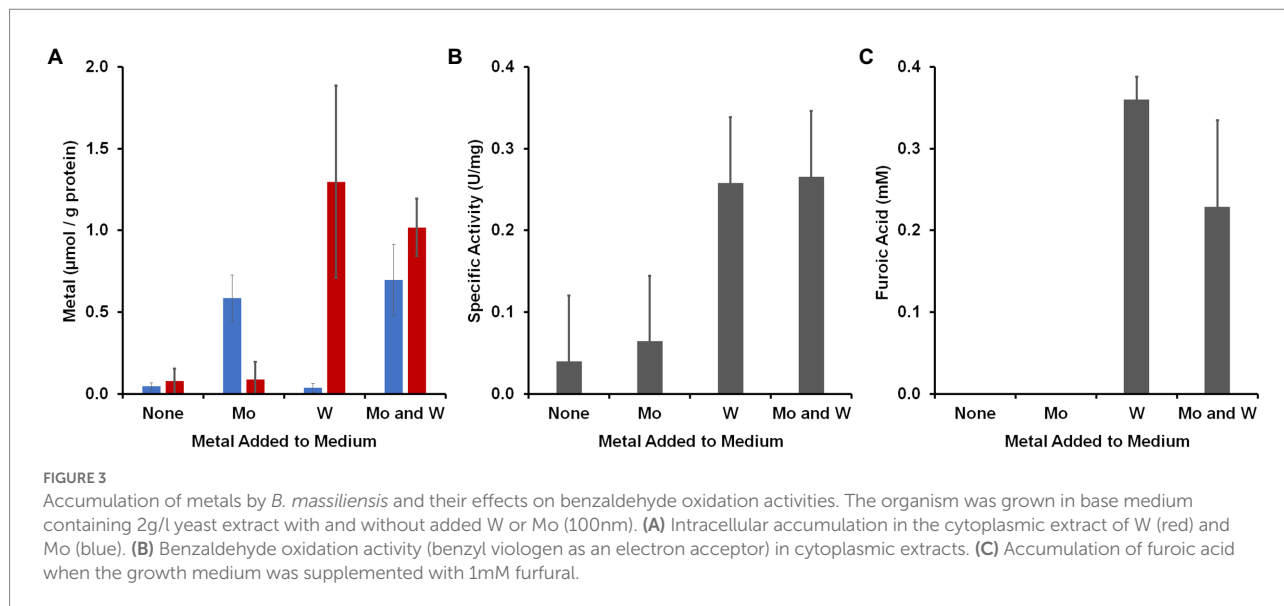 A
B
C
2.0
1.5
1.0
0.5
0.0
Metal (µmol / g protein)
None
Mo
W
Mo and W
Metal Added to Medium
0.4
0.3
0.2
0.1
0.0
Specific Activity (U/mg)
None
Mo
W
Mo and W
Metal Added to Medium
0.4
0.3
0.2
0.1
0.0
Furoic Acid (mM)
None
Mo
W
Mo and W
Metal Added to Medium
FIGURE 3
Accumulation of metals by B. massiliensis and their effects on benzaldehyde oxidation activities. The organism was grown in base medium
containing 2g/l yeast extract with and without added W or Mo (100nm). (A) Intracellular accumulation in the cytoplasmic extract of W (red) and
Mo (blue). (B) Benzaldehyde oxidation activity (benzyl viologen as an electron acceptor) in cytoplasmic extracts. (C) Accumulation of furoic acid
when the growth medium was supplemented with 1mM furfural.